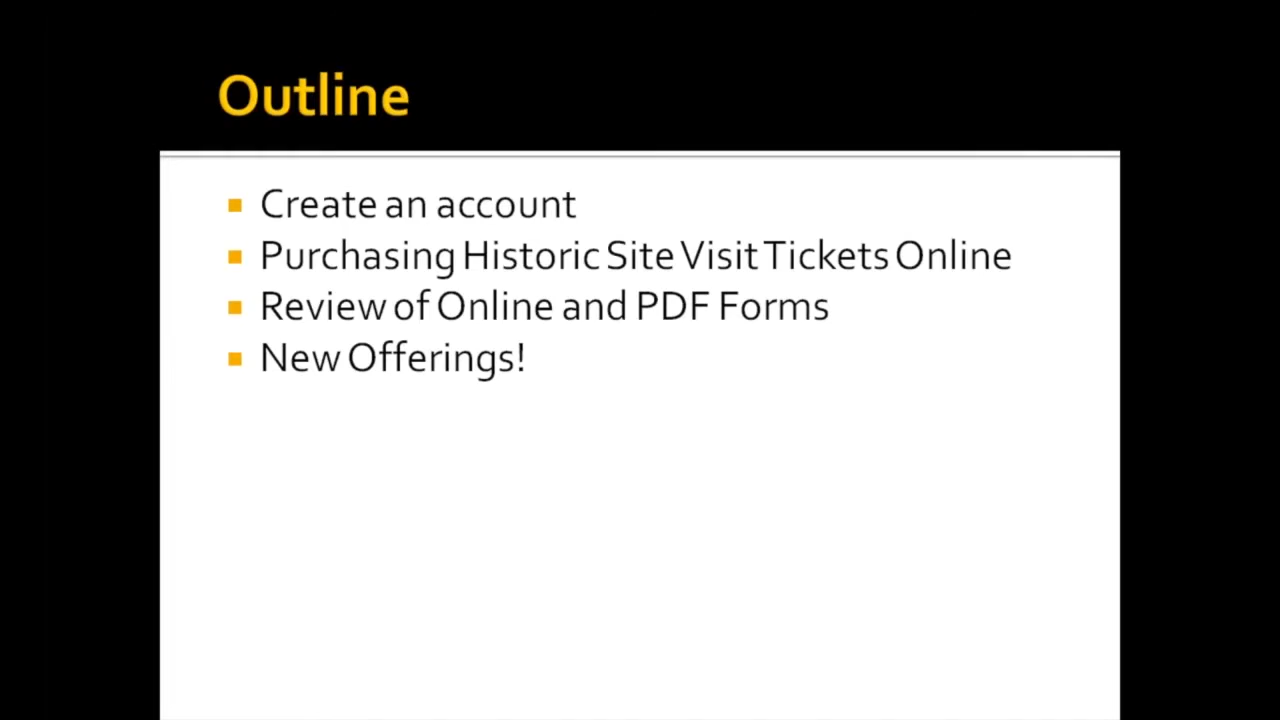 Outline
Create an account
Purchasing Historic Site Visit Tickets Online
Review of Online and PDF Forms
New Offerings!